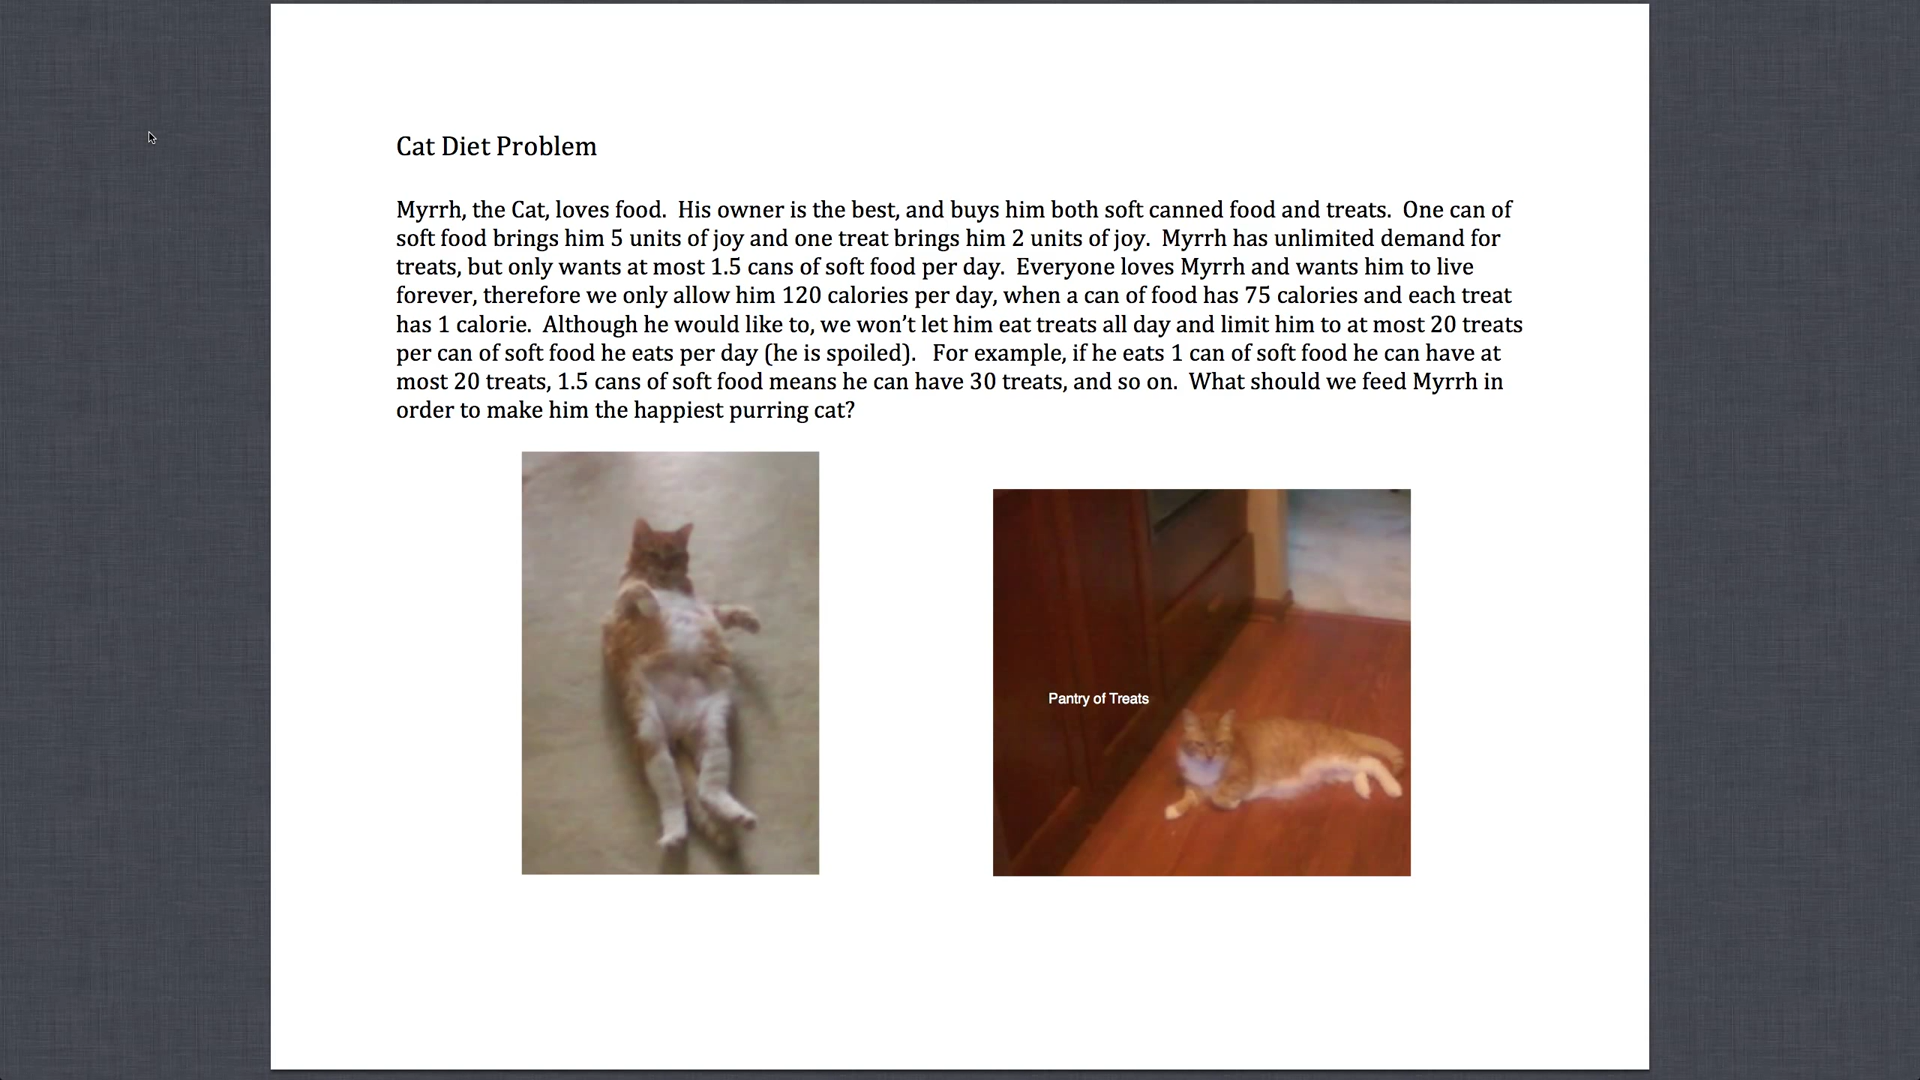 Cat Diet Problem
Myrrh, the Cat, loves food.  His owner is the best, and buys him both soft canned food and treats.  One can of
soft food brings him 5 units of joy and one treat brings him 2 units of joy.  Myrrh has unlimited demand for
treats, but only wants at most 1.5 cans of soft food per day.  Everyone loves Myrrh and wants him to live
forever, therefore we only allow him 120 calories per day, when a can of food has 75 calories and each treat
has 1 calorie.  Although he would like to, we won’t let him eat treats all day and limit him to at most 20 treats
per can of soft food he eats per day (he is spoiled).   For example, if he eats 1 can of soft food he can have at
most 20 treats, 1.5 cans of soft food means he can have 30 treats, and so on.  What should we feed Myrrh in
order to make him the happiest purring cat?
Pantry of Treats